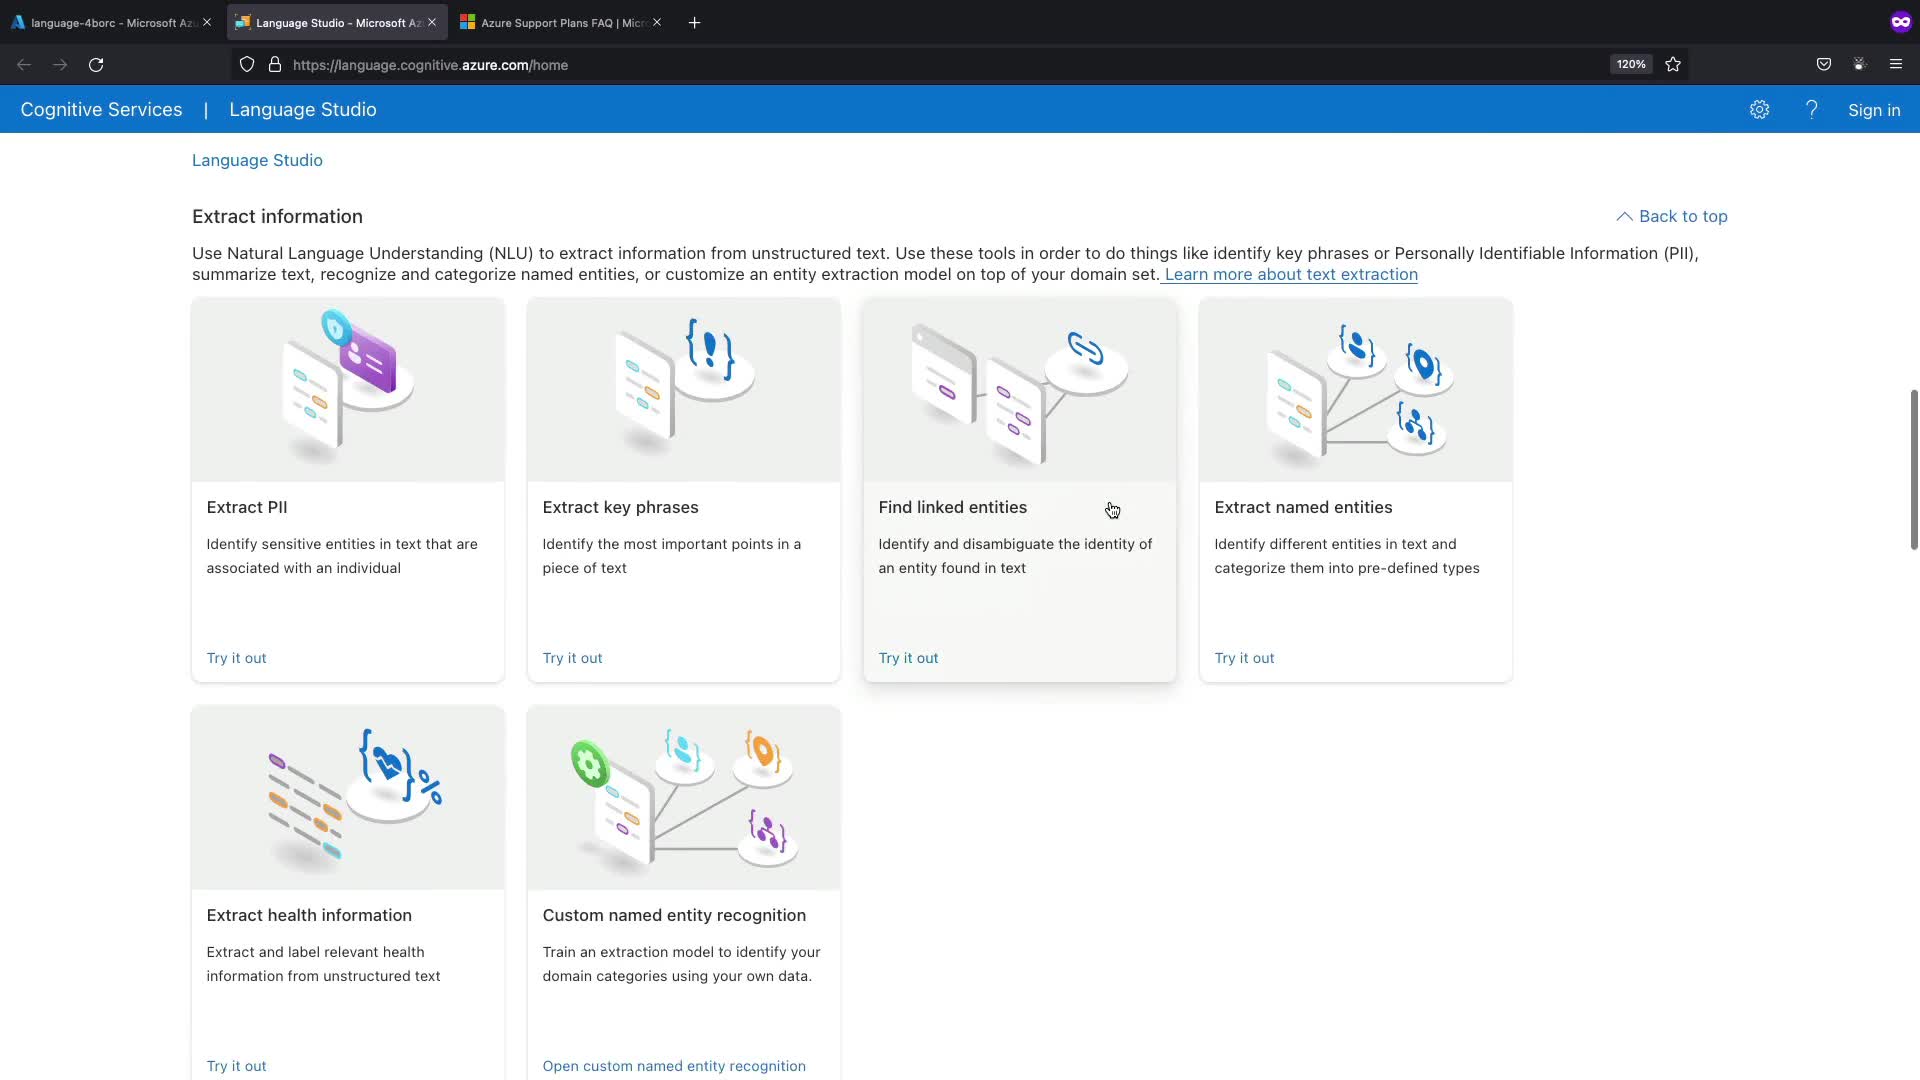 language-4borc - Microsoft Azu
Language Studio - Microsoft Az
Azure Support Plans FAQ | Micro
https://language.cognitive.azure.com/home
120%
Cognitive Services | Language Studio
? Sign in
Language Studio
Extract information
Back to top
Use Natural Language Understanding (NLU) to extract information from unstructured text. Use these tools in order to do things like identify key phrases or Personally Identifiable Information (PII),
summarize text, recognize and categorize named entities, or customize an entity extraction model on top of your domain set. Learn more about text extraction
Extract PII
Identify sensitive entities in text that are
associated with an individual
Try it out
Extract key phrases
Identify the most important points in a
piece of text
Try it out
Find linked entities
Identify and disambiguate the identity of
an entity found in text
Try it out
Extract named entities
Identify different entities in text and
categorize them into pre-defined types
Try it out
Extract health information
Extract and label relevant health
information from unstructured text
Try it out
Custom named entity recognition
Train an extraction model to identify your
domain categories using your own data.
Open custom named entity recognition